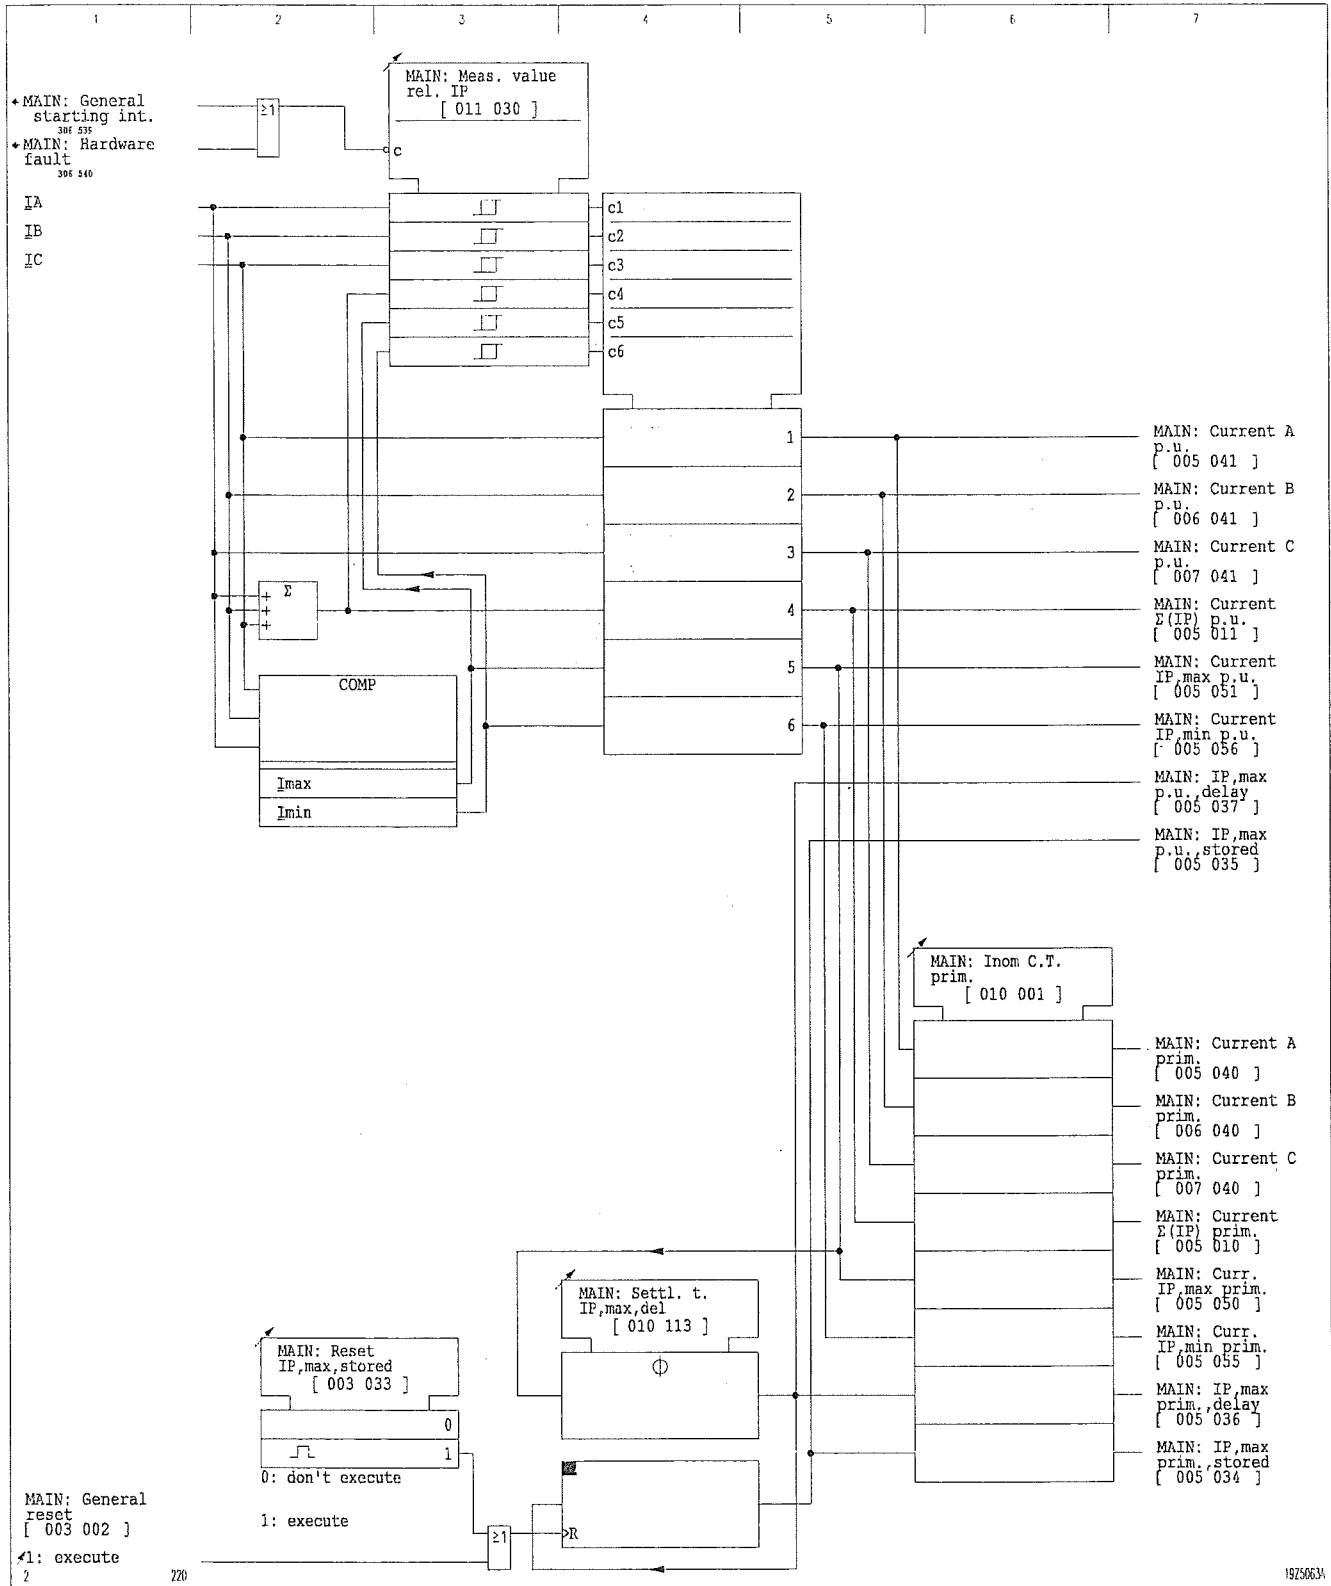 1 2 3 4 5 6 7
MAIN: Meas. value
rel. IP
[ 011 030 ]
MAIN: General
starting int.
306 535
≥1
MAIN: Hardware
fault
306 540
c
IA
c1
IB
c2
IC
c3
c4
c5
c6
1
MAIN: Current A
p.u.
[ 005 041 ]
2
MAIN: Current B
p.u.
[ 006 041 ]
3
MAIN: Current C
p.u.
[ 007 041 ]
Σ
+
+
+
4
MAIN: Current
Σ(IP) p.u.
[ 005 011 ]
5
MAIN: Current
IP,max p.u.
[ 005 051 ]
COMP
6
MAIN: Current
IP,min p.u.
[ 005 056 ]
Imax
Imin
MAIN: IP,max
p.u.,delay
[ 005 037 ]
MAIN: IP,max
p.u.,stored
[ 005 035 ]
MAIN: Inom C.T.
prim.
[ 010 001 ]
MAIN: Current A
prim.
[ 005 040 ]
MAIN: Current B
prim.
[ 006 040 ]
MAIN: Current C
prim.
[ 007 040 ]
MAIN: Current
Σ(IP) prim.
[ 005 010 ]
MAIN: Curr.
IP,max prim.
[ 005 050 ]
MAIN: Curr.
IP,min prim.
[ 005 055 ]
MAIN: IP,max
prim.,delay
[ 005 036 ]
MAIN: IP,max
prim.,stored
[ 005 034 ]
MAIN: Settl. t.
IP,max,del
[ 010 113 ]
MAIN: Reset
IP,max,stored
[ 003 033 ]
0
1
0: don't execute
1: execute
MAIN: General
reset
[ 003 002 ]
1: execute
≥1
R
2
220